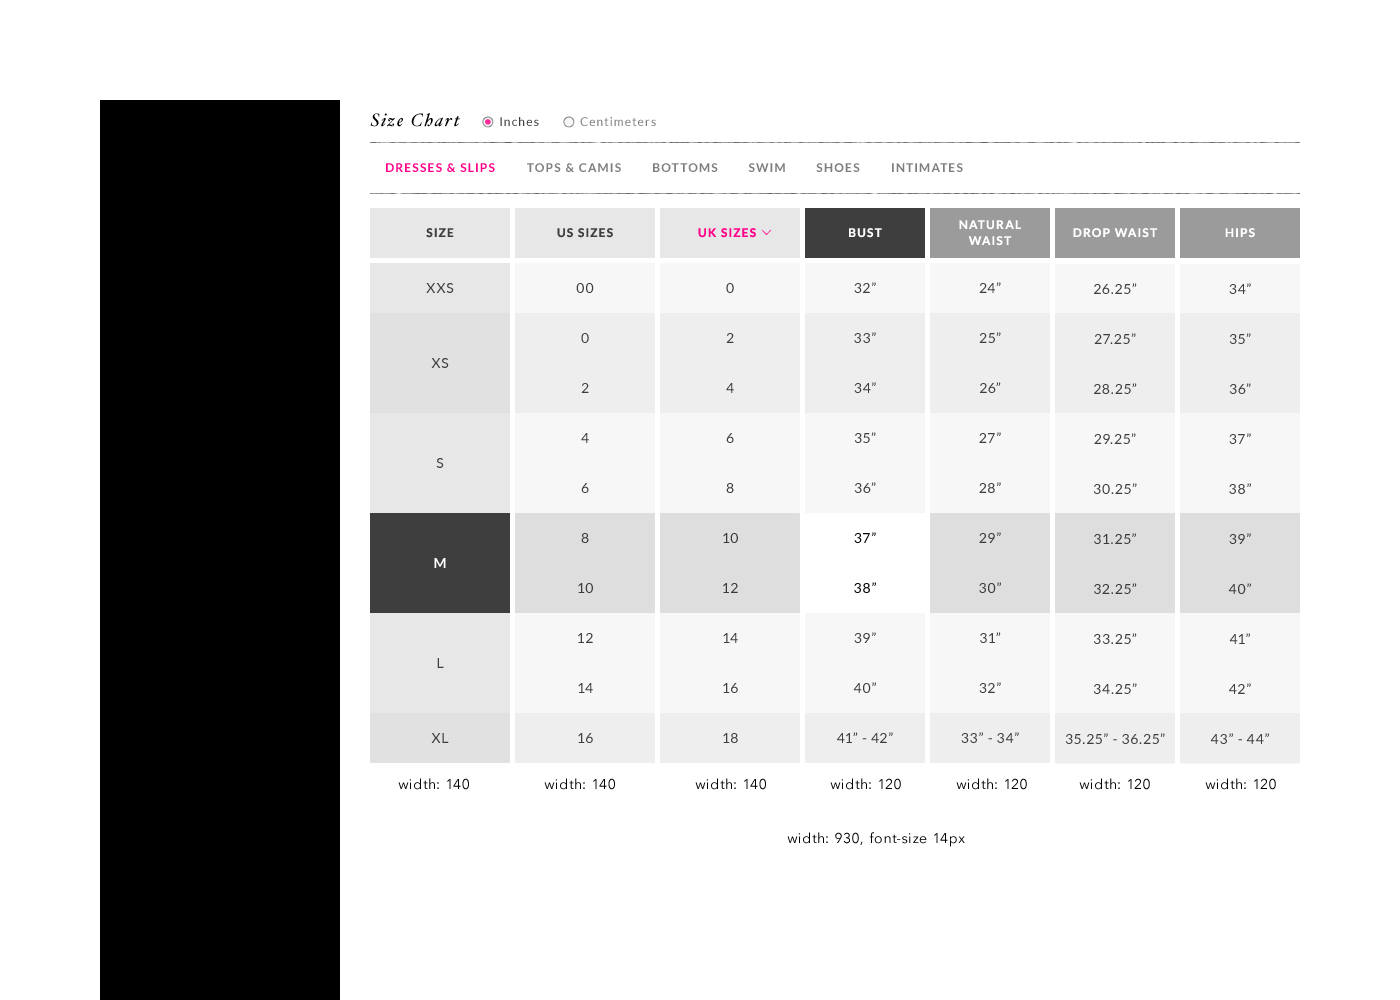 Size Chart Inches Centimeters
DRESSES & SLIPS TOPS & CAMIS BOTTOMS SWIM SHOES INTIMATES
SIZE US SIZES UK SIZES BUST NATURAL WAIST DROP WAIST HIPS
XXS 00 0 32” 24” 26.25” 34”
XS
0 2 33” 25” 27.25” 35”
2 4 34” 26” 28.25” 36”
S
4 6 35” 27” 29.25” 37”
6 8 36” 28” 30.25” 38”
M
8 10 37” 29” 31.25” 39”
10 12 38” 30” 32.25” 40”
L
12 14 39” 31” 33.25” 41”
14 16 40” 32” 34.25” 42”
XL 16 18 41” - 42” 33” - 34” 35.25” - 36.25” 43” - 44”
width: 140 width: 140 width: 140 width: 120 width: 120 width: 120 width: 120
width: 930, font-size 14px